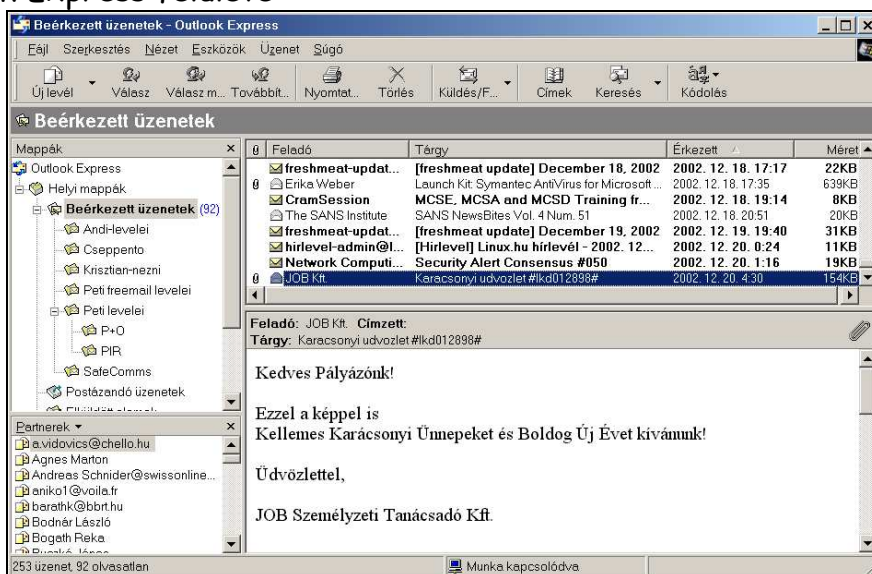 Beérkezett üzenetek - Outlook Express
Fájl Szerkesztés Nézet Eszközök Üzenet Súgó
Új levél Válasz Válasz m... Továbbít... Nyomtat... Törlés Küldés/F... Címek Keresés Kódolás
Beérkezett üzenetek
Mappák
Outlook Express
Helyi mappák
Beérkezett üzenetek (92)
Andi-levelei
Cseppento
Krisztian-nezni
Peti freemail levelei
Peti levelei
P+O
PIR
SafeComms
Postázandó üzenetek
Partnerek
a.vidovics@chello.hu
Agnes Marton
Andreas Schnider@swissonline...
aniko1@voila.fr
barathk@bbrt.hu
Bodnár László
Bogath Reka
Feladó Tárgy Érkezett Méret
freshmeat-updat... [freshmeat update] December 18, 2002 2002. 12. 18. 17:17 22KB
Erika Weber Launch Kit: Symantec AntiVirus for Microsoft ... 2002. 12. 18. 17:35 639KB
CramSession MCSE, MCSA and MCSD Training fr... 2002. 12. 18. 19:14 8KB
The SANS Institute SANS NewsBites Vol. 4 Num. 51 2002. 12. 18. 20:51 20KB
freshmeat-updat... [freshmeat update] December 19, 2002 2002. 12. 19. 19:40 31KB
hirlevel-admin@l... [Hirlevel] Linux.hu hírlevél - 2002. 12... 2002. 12. 20. 0:24 11KB
Network Computi... Security Alert Consensus #050 2002. 12. 20. 1:16 19KB
JOB Kft. Karacsonyi udvozlet #lkd012898# 2002. 12. 20. 4:30 154KB
Feladó: JOB Kft. Címzett:
Tárgy: Karacsonyi udvozlet #lkd012898#
Kedves Pályázónk!
Ezzel a képpel is
Kellemes Karácsonyi Ünnepeket és Boldog Új Évet kívánunk!
Üdvözlettel,
JOB Személyzeti Tanácsadó Kft.
253 üzenet, 92 olvasatlan Munka kapcsolódva